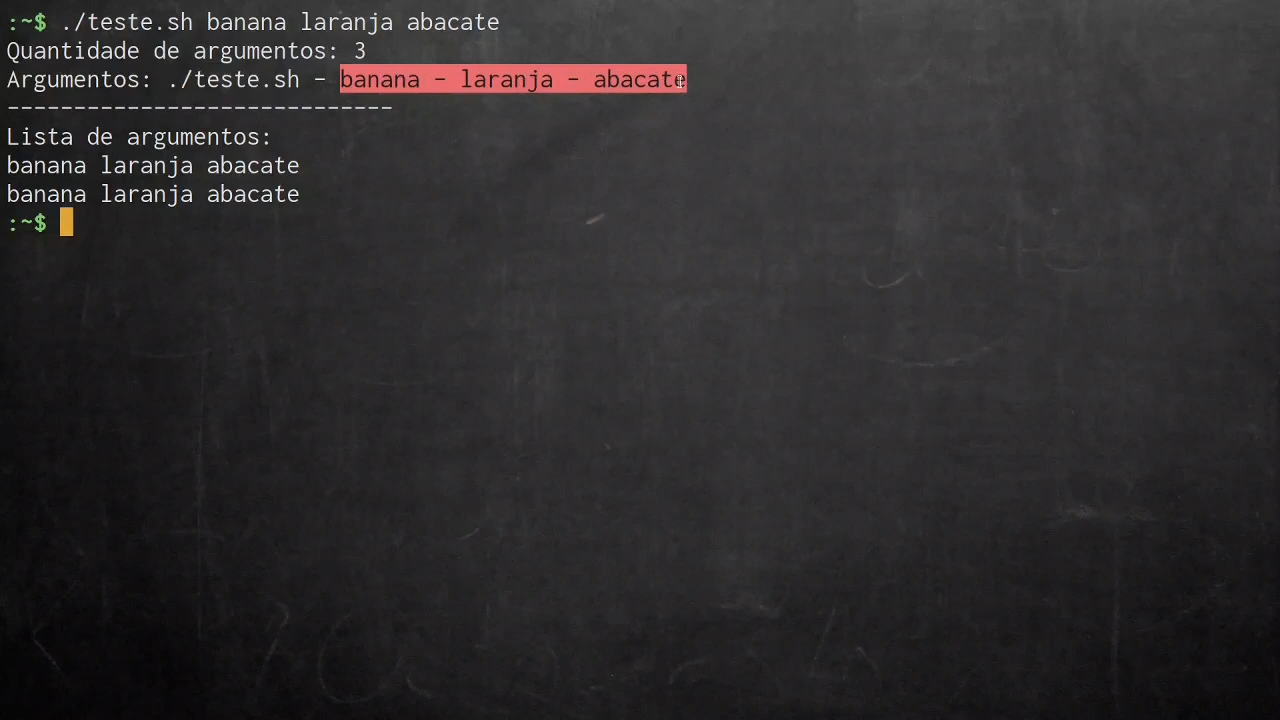 :~$ ./teste.sh banana laranja abacate
Quantidade de argumentos: 3
Argumentos: ./teste.sh - banana - laranja - abacate
-----------------------------
Lista de argumentos:
banana laranja abacate
banana laranja abacate
:~$